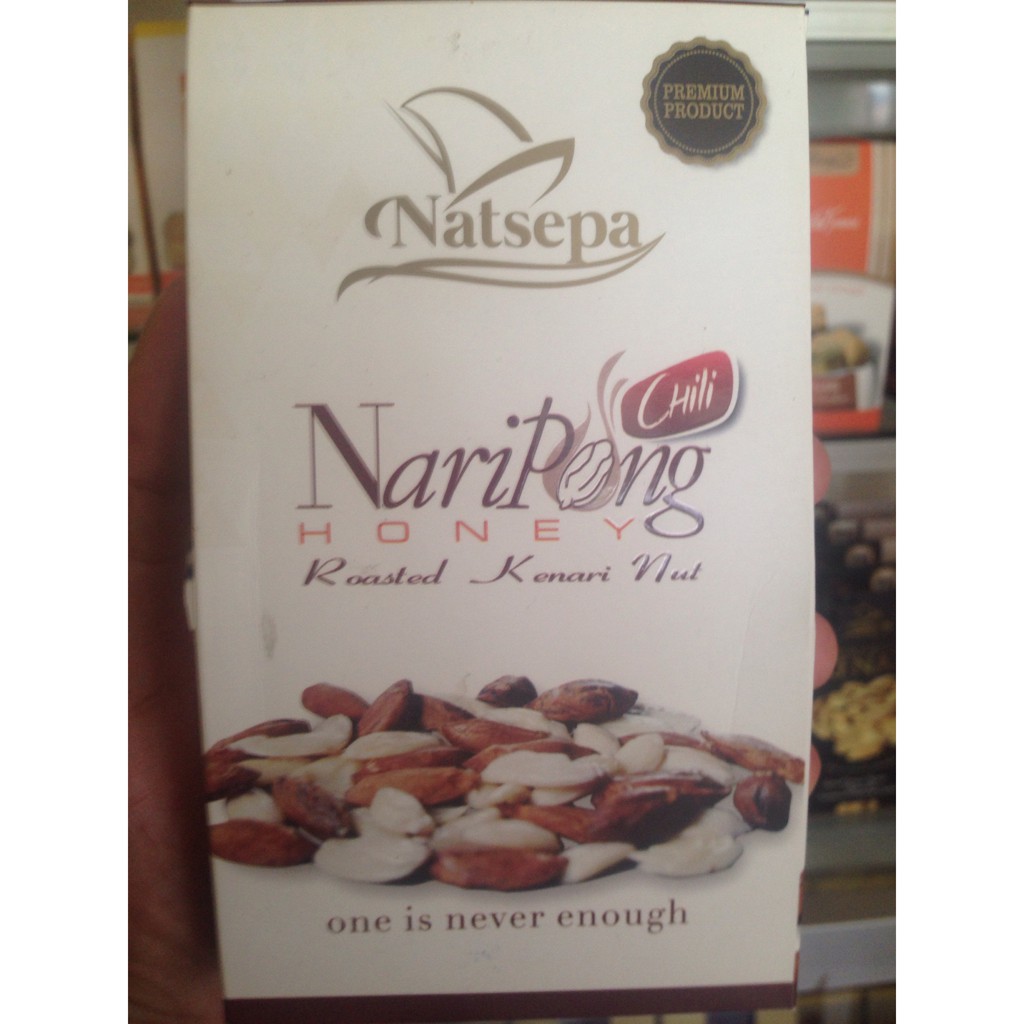 PREMIUM
PRODUCT
Natsepa
CHili
NariPong
HONEY
Roasted Kenari Nut
one is never enough